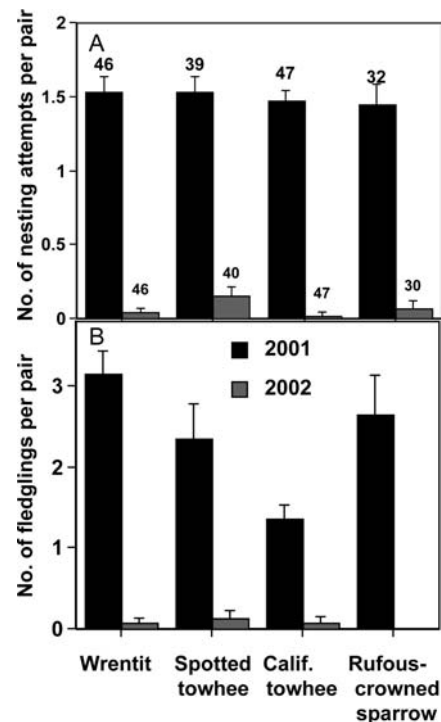 No. of nesting attempts per pair
A
2
1.5
1
0.5
0
46 39 47 32
46 40 47 30
No. of fledglings per pair
B
3
2
1
0
2001
2002
Wrentit Spotted Calif. Rufous-
towhee towhee crowned
sparrow